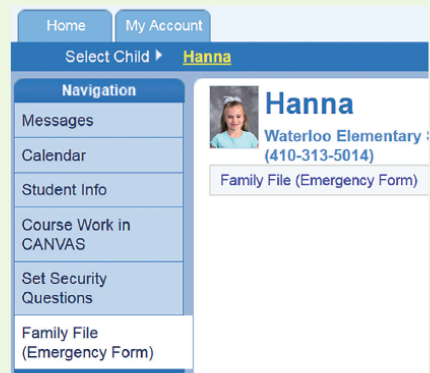 Home
My Account
Select Child
Hanna
Navigation
Messages
Calendar
Student Info
Course Work in
CANVAS
Set Security
Questions
Family File
(Emergency Form)
Hanna
Waterloo Elementary
(410-313-5014)
Family File (Emergency Form)